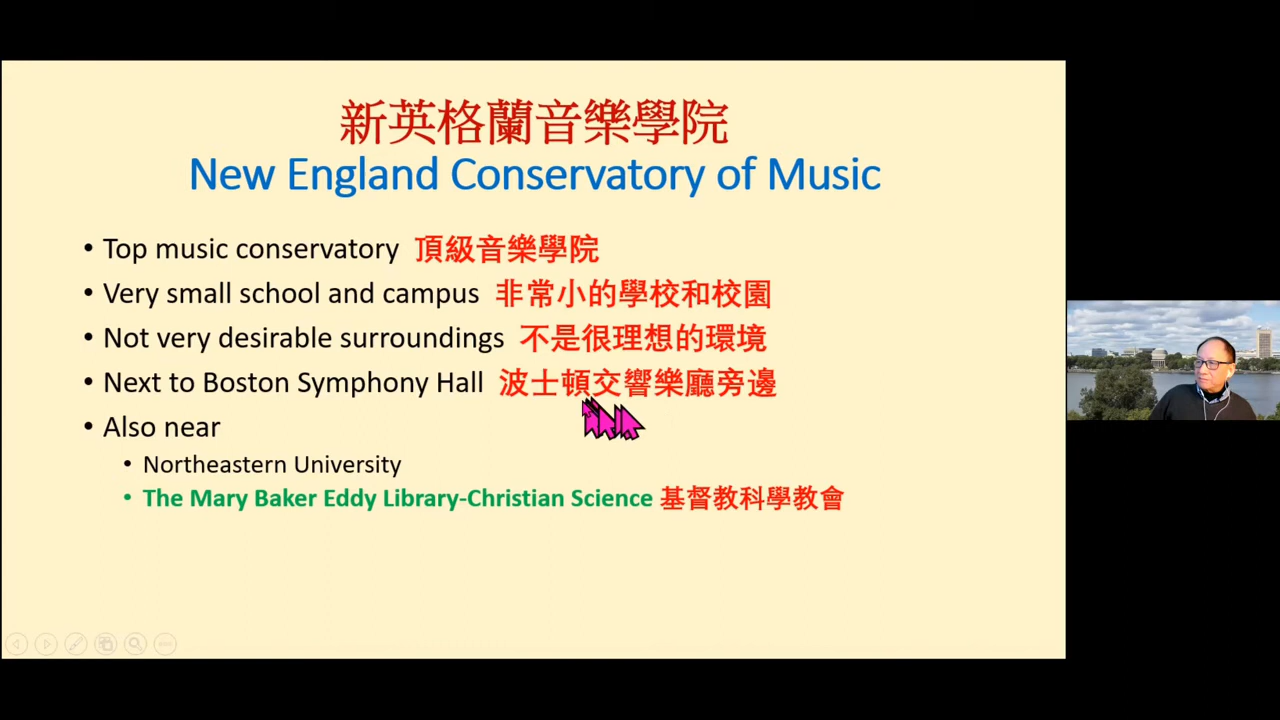 新英格蘭音樂學院
New England Conservatory of Music
• Top music conservatory 頂級音樂學院
• Very small school and campus 非常小的學校和校園
• Not very desirable surroundings 不是很理想的環境
• Next to Boston Symphony Hall 波士頓交響樂廳旁邊
• Also near
• Northeastern University
• The Mary Baker Eddy Library-Christian Science 基督教科學教會